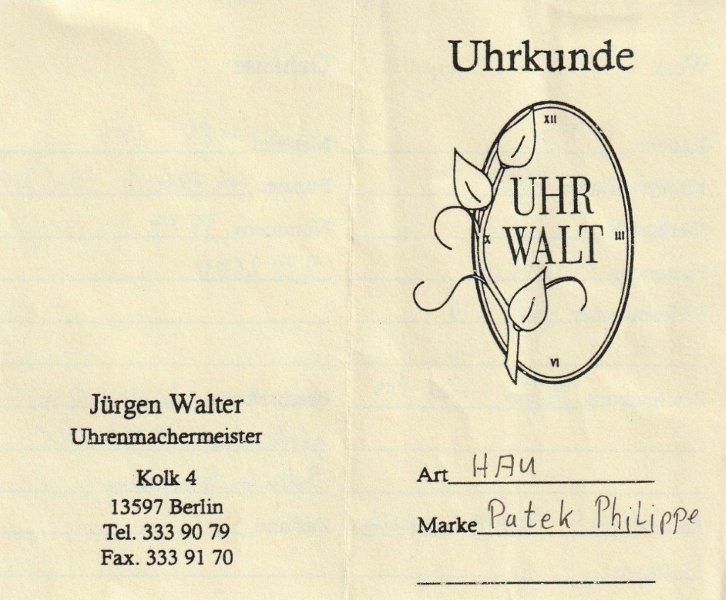 Uhrkunde
XII
UHR
WALT
X
III
VI
Jürgen Walter
Uhrenmachermeister
Kolk 4
13597 Berlin
Tel. 333 90 79
Fax. 333 91 70
Art HAU
Marke Patek Philippe